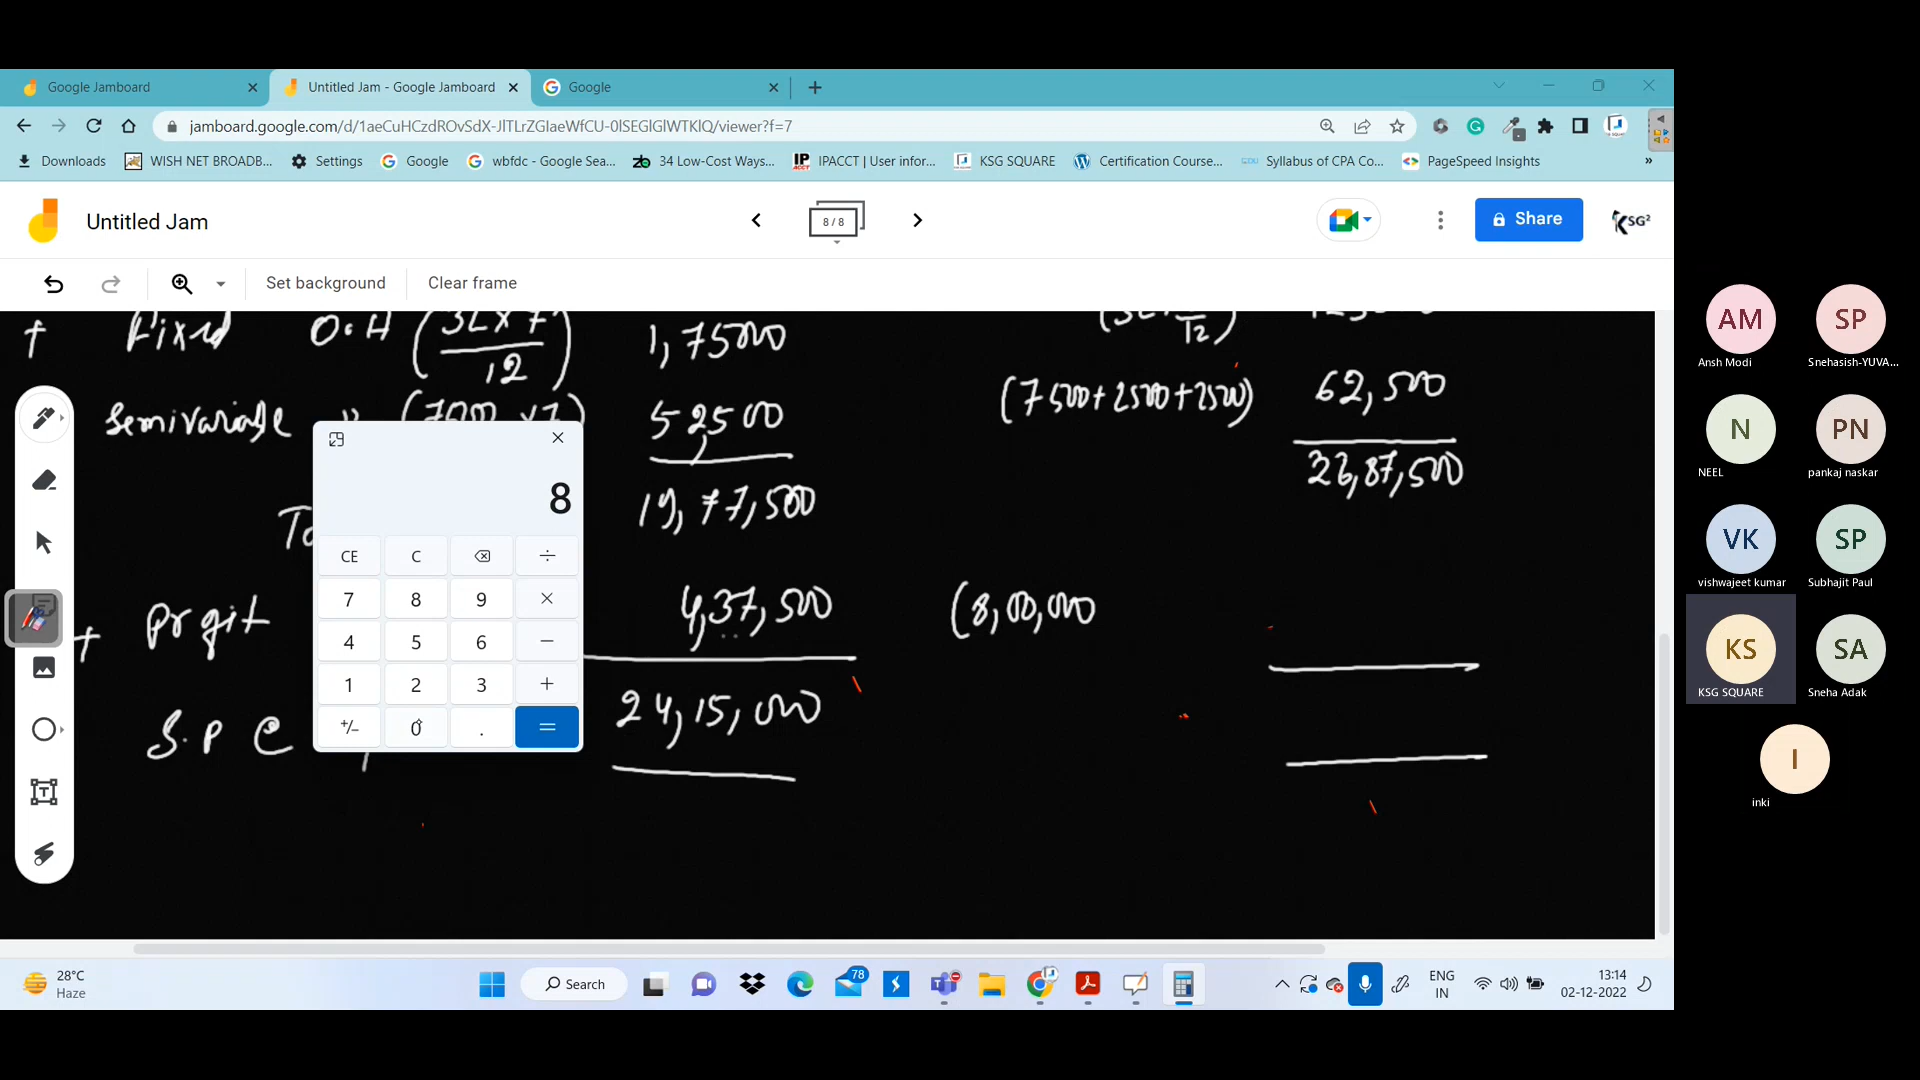 Google Jamboard
Untitled Jam - Google Jamboard
Google
jamboard.google.com/d/1aeCuHCzdROvSdX-JlTLrZGIaeWfCU-0lSEGlGlWTKlQ/viewer?f=7
Downloads
WISH NET BROADB...
Settings
Google
wbfdc - Google Sea...
34 Low-Cost Ways...
IPACCT | User infor...
KSG SQUARE
Certification Course...
Syllabus of CPA Co...
PageSpeed Insights
»
Untitled Jam
8 / 8
Share
KSG²
Set background
Clear frame
+ Fixed O.H (3L x 7 / 12) 1,75000
12
Semivariable " 52,500
(7500+2500+2500) 62,500
19,77,500
+ Profit 4,37,500 (8,00,000
S.P @ 24,15,000
8
CE C ÷
7 8 9 ×
4 5 6 −
1 2 3 +
+/− 0 . =
AM
Ansh Modi
SP
Snehasish-YUVA...
N
NEEL
PN
pankaj naskar
VK
vishwajeet kumar
SP
Subhajit Paul
KS
KSG SQUARE
SA
Sneha Adak
I
inki
28°C
Haze
Search
78
ENG
IN
13:14
02-12-2022